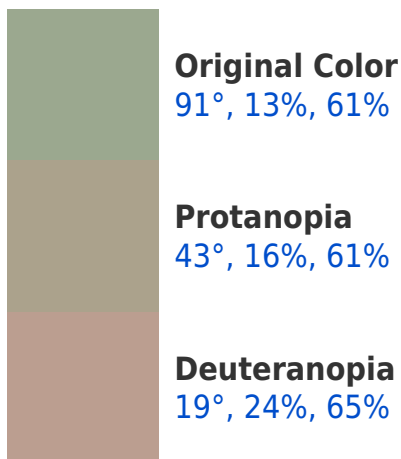 Original Color
91°, 13%, 61%
Protanopia
43°, 16%, 61%
Deuteranopia
19°, 24%, 65%